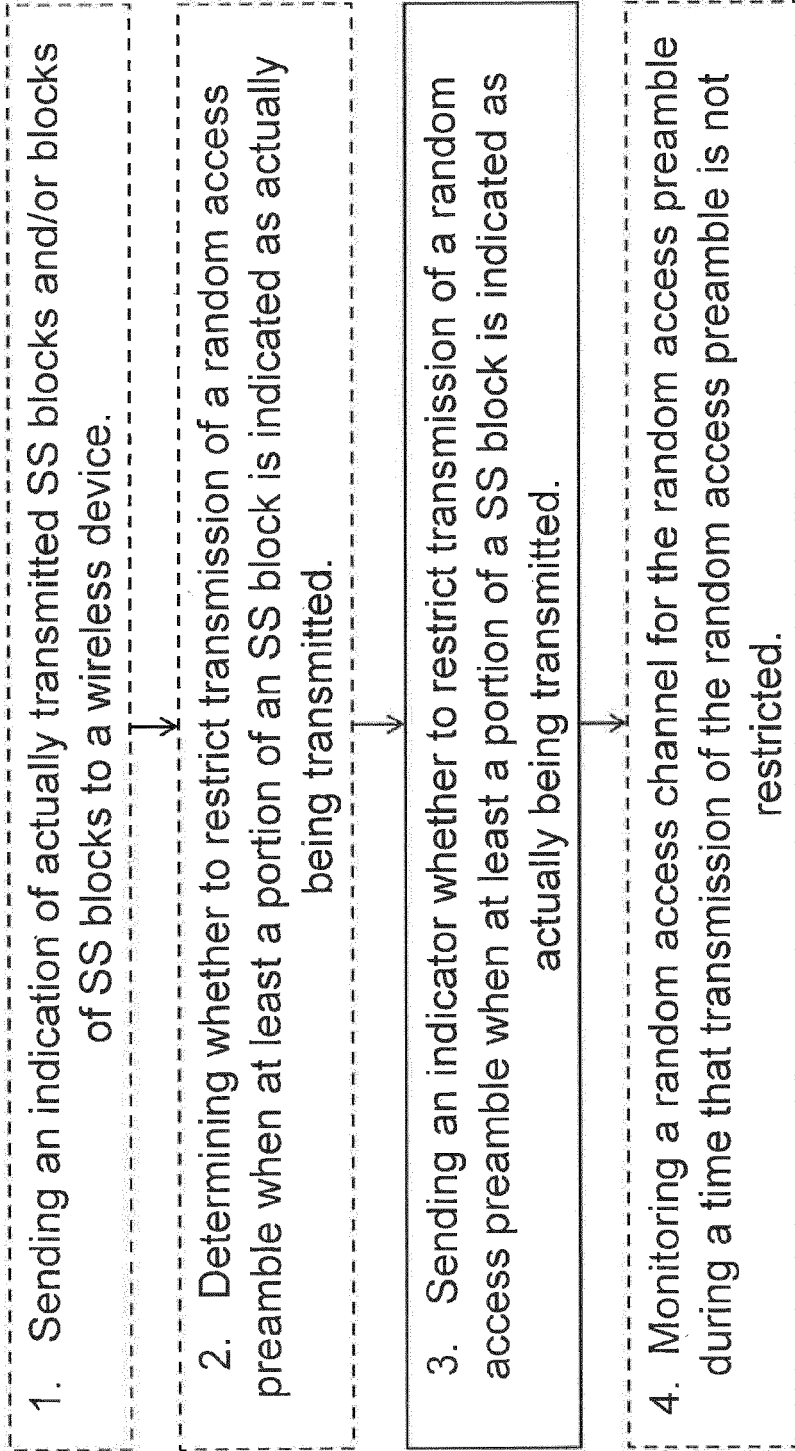 1. Sending an indication of actually transmitted SS blocks and/or blocks
of SS blocks to a wireless device.
2. Determining whether to restrict transmission of a random access
preamble when at least a portion of an SS block is indicated as actually
being transmitted.
3. Sending an indicator whether to restrict transmission of a random
access preamble when at least a portion of a SS block is indicated as
actually being transmitted.
4. Monitoring a random access channel for the random access preamble
during a time that transmission of the random access preamble is not
restricted.